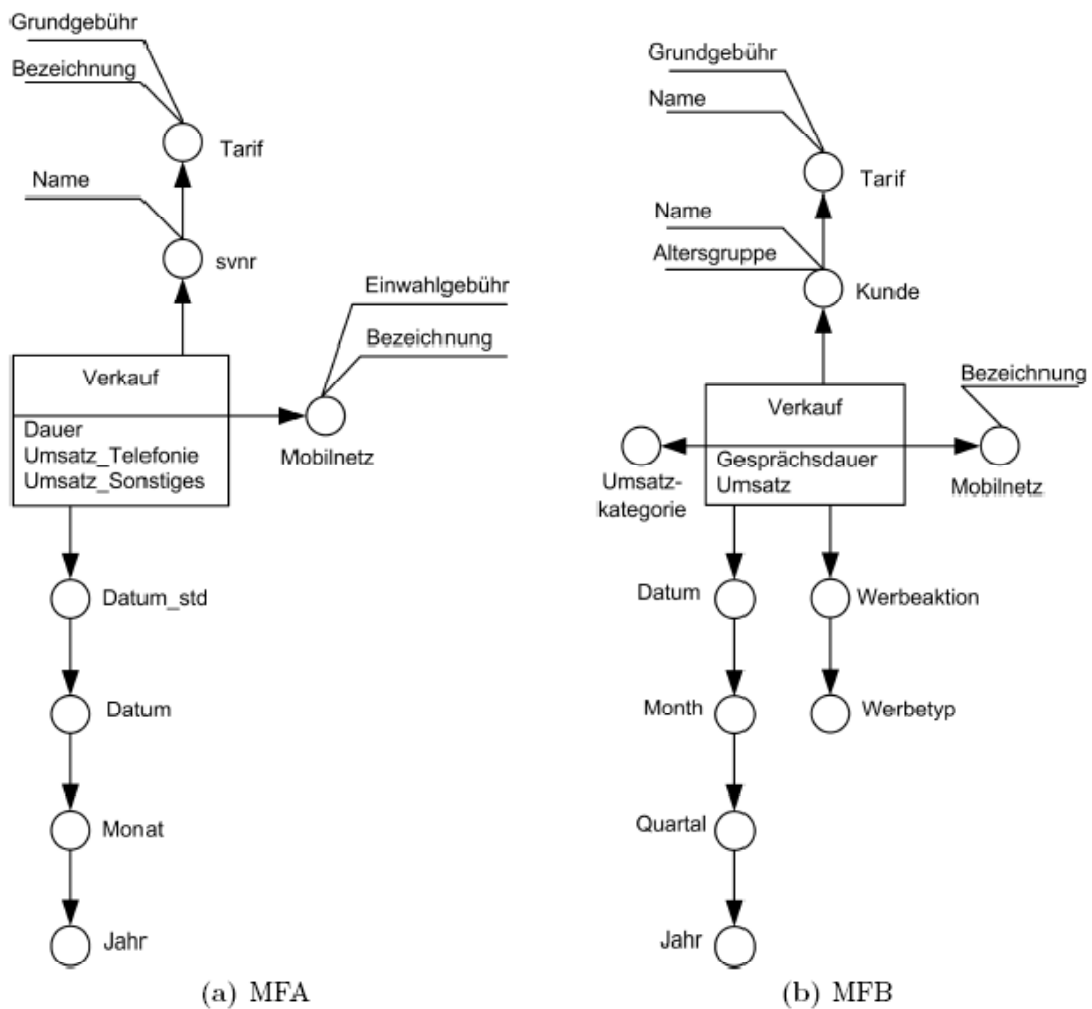 Grundgebühr
Bezeichnung
Tarif
Name
svnr
Einwahlgebühr
Bezeichnung
Mobilnetz
Verkauf
Dauer
Umsatz_Telefonie
Umsatz_Sonstiges
Datum_std
Datum
Monat
Jahr
(a) MFA
Grundgebühr
Name
Tarif
Name
Altersgruppe
Kunde
Bezeichnung
Mobilnetz
Verkauf
Gesprächsdauer
Umsatz
Umsatz-
kategorie
Datum
Werbeaktion
Month
Werbetyp
Quartal
Jahr
(b) MFB